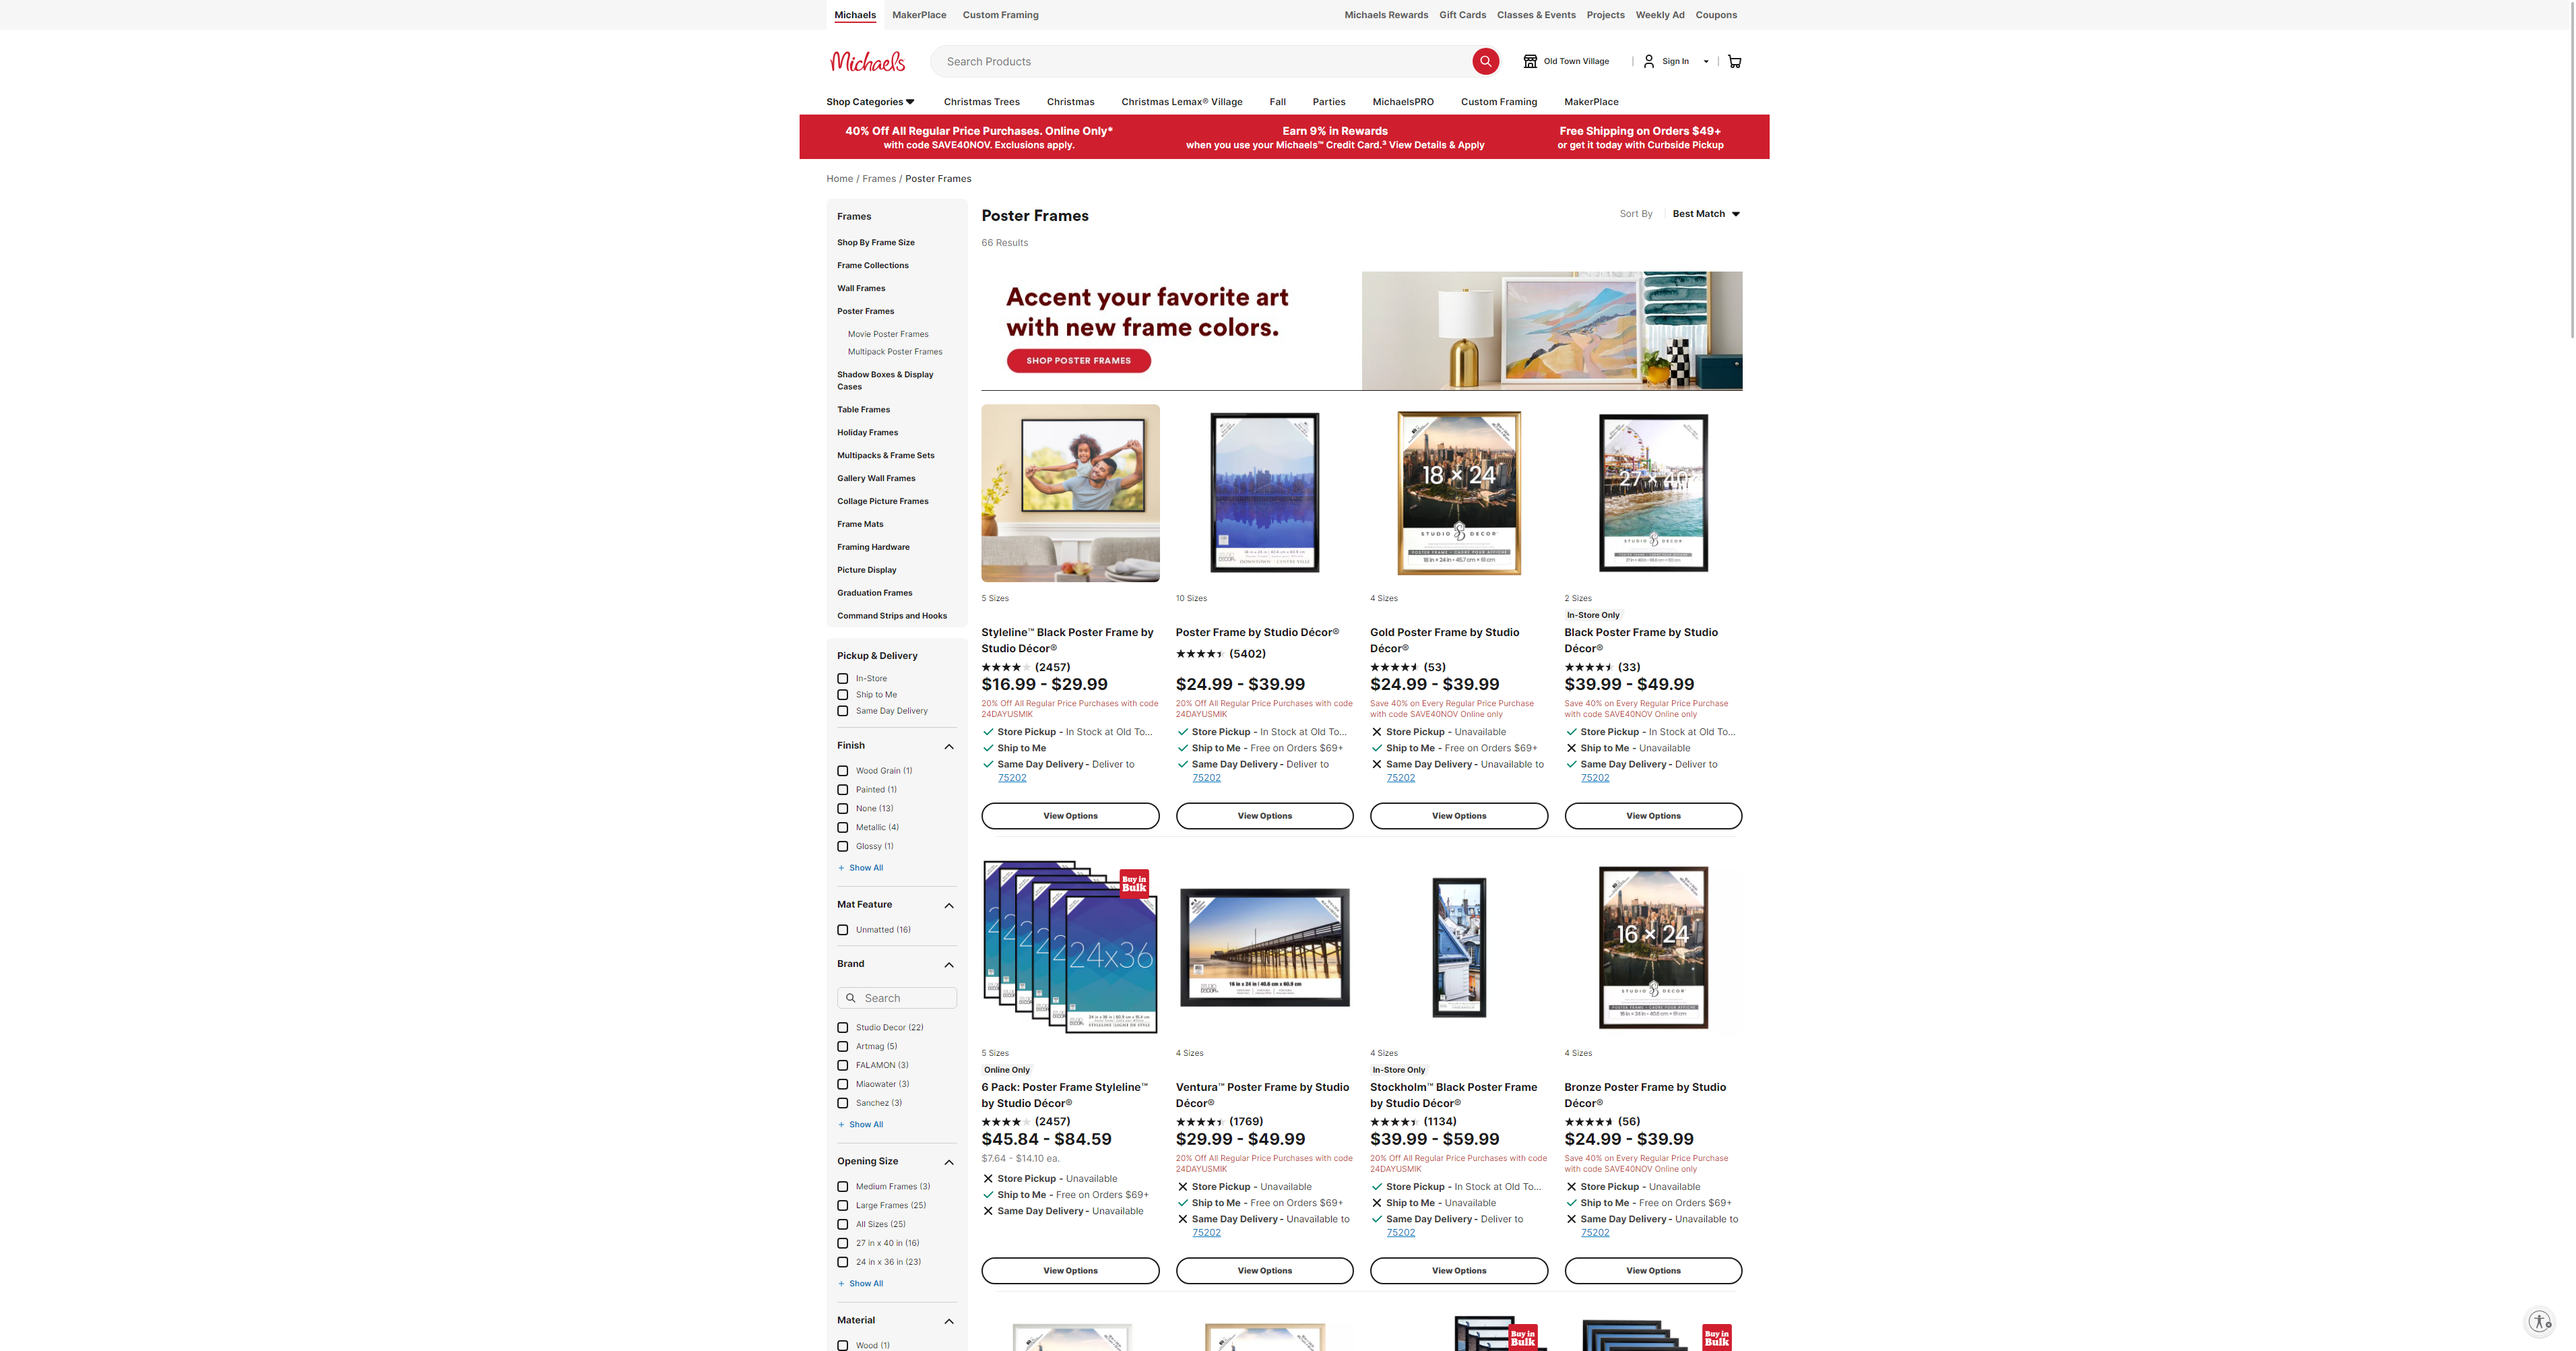 Michaels
MakerPlace
Custom Framing
Michaels Rewards
Gift Cards
Classes & Events
Projects
Weekly Ad
Coupons
Michaels
Search Products
Old Town Village
Sign In
Shop Categories
Christmas Trees
Christmas
Christmas Lemax® Village
Fall
Parties
MichaelsPRO
Custom Framing
MakerPlace
40% Off All Regular Price Purchases. Online Only*
with code SAVE40NOV. Exclusions apply.
Earn 9% in Rewards
when you use your Michaels™ Credit Card.³ View Details & Apply
Free Shipping on Orders $49+
or get it today with Curbside Pickup
Home / Frames / Poster Frames
Frames
Shop By Frame Size
Frame Collections
Wall Frames
Poster Frames
Movie Poster Frames
Multipack Poster Frames
Shadow Boxes & Display
Cases
Table Frames
Holiday Frames
Multipacks & Frame Sets
Gallery Wall Frames
Collage Picture Frames
Frame Mats
Framing Hardware
Picture Display
Graduation Frames
Command Strips and Hooks
Pickup & Delivery
In-Store
Ship to Me
Same Day Delivery
Finish
Wood Grain (1)
Painted (1)
None (13)
Metallic (4)
Glossy (1)
+ Show All
Mat Feature
Unmatted (16)
Brand
Search
Studio Decor (22)
Artmag (5)
FALAMON (3)
Miaowater (3)
Sanchez (3)
+ Show All
Opening Size
Medium Frames (3)
Large Frames (25)
All Sizes (25)
27 in x 40 in (16)
24 in x 36 in (23)
+ Show All
Material
Wood (1)
Poster Frames
Sort By
Best Match
66 Results
Accent your favorite art
with new frame colors.
SHOP POSTER FRAMES
18 × 24
STUDIO DECOR
27 × 40
STUDIO DECOR
5 Sizes
Styleline™ Black Poster Frame by
Studio Décor®
(2457)
$16.99 - $29.99
20% Off All Regular Price Purchases with code
24DAYUSMIK
Store Pickup - In Stock at Old To...
Ship to Me
Same Day Delivery - Deliver to
75202
View Options
10 Sizes
Poster Frame by Studio Décor®
(5402)
$24.99 - $39.99
20% Off All Regular Price Purchases with code
24DAYUSMIK
Store Pickup - In Stock at Old To...
Ship to Me - Free on Orders $69+
Same Day Delivery - Deliver to
75202
View Options
4 Sizes
Gold Poster Frame by Studio
Décor®
(53)
$24.99 - $39.99
Save 40% on Every Regular Price Purchase
with code SAVE40NOV Online only
Store Pickup - Unavailable
Ship to Me - Free on Orders $69+
Same Day Delivery - Unavailable to
75202
View Options
2 Sizes
In-Store Only
Black Poster Frame by Studio
Décor®
(33)
$39.99 - $49.99
Save 40% on Every Regular Price Purchase
with code SAVE40NOV Online only
Store Pickup - In Stock at Old To...
Ship to Me - Unavailable
Same Day Delivery - Deliver to
75202
View Options
Buy in
Bulk
24x36
16 × 24
STUDIO DECOR
5 Sizes
Online Only
6 Pack: Poster Frame Styleline™
by Studio Décor®
(2457)
$45.84 - $84.59
$7.64 - $14.10 ea.
Store Pickup - Unavailable
Ship to Me - Free on Orders $69+
Same Day Delivery - Unavailable
View Options
4 Sizes
Ventura™ Poster Frame by Studio
Décor®
(1769)
$29.99 - $49.99
20% Off All Regular Price Purchases with code
24DAYUSMIK
Store Pickup - Unavailable
Ship to Me - Free on Orders $69+
Same Day Delivery - Unavailable to
75202
View Options
4 Sizes
In-Store Only
Stockholm™ Black Poster Frame
by Studio Décor®
(1134)
$39.99 - $59.99
20% Off All Regular Price Purchases with code
24DAYUSMIK
Store Pickup - In Stock at Old To...
Ship to Me - Unavailable
Same Day Delivery - Deliver to
75202
View Options
4 Sizes
Bronze Poster Frame by Studio
Décor®
(56)
$24.99 - $39.99
Save 40% on Every Regular Price Purchase
with code SAVE40NOV Online only
Store Pickup - Unavailable
Ship to Me - Free on Orders $69+
Same Day Delivery - Unavailable to
75202
View Options
Buy in
Bulk
Buy in
Bulk